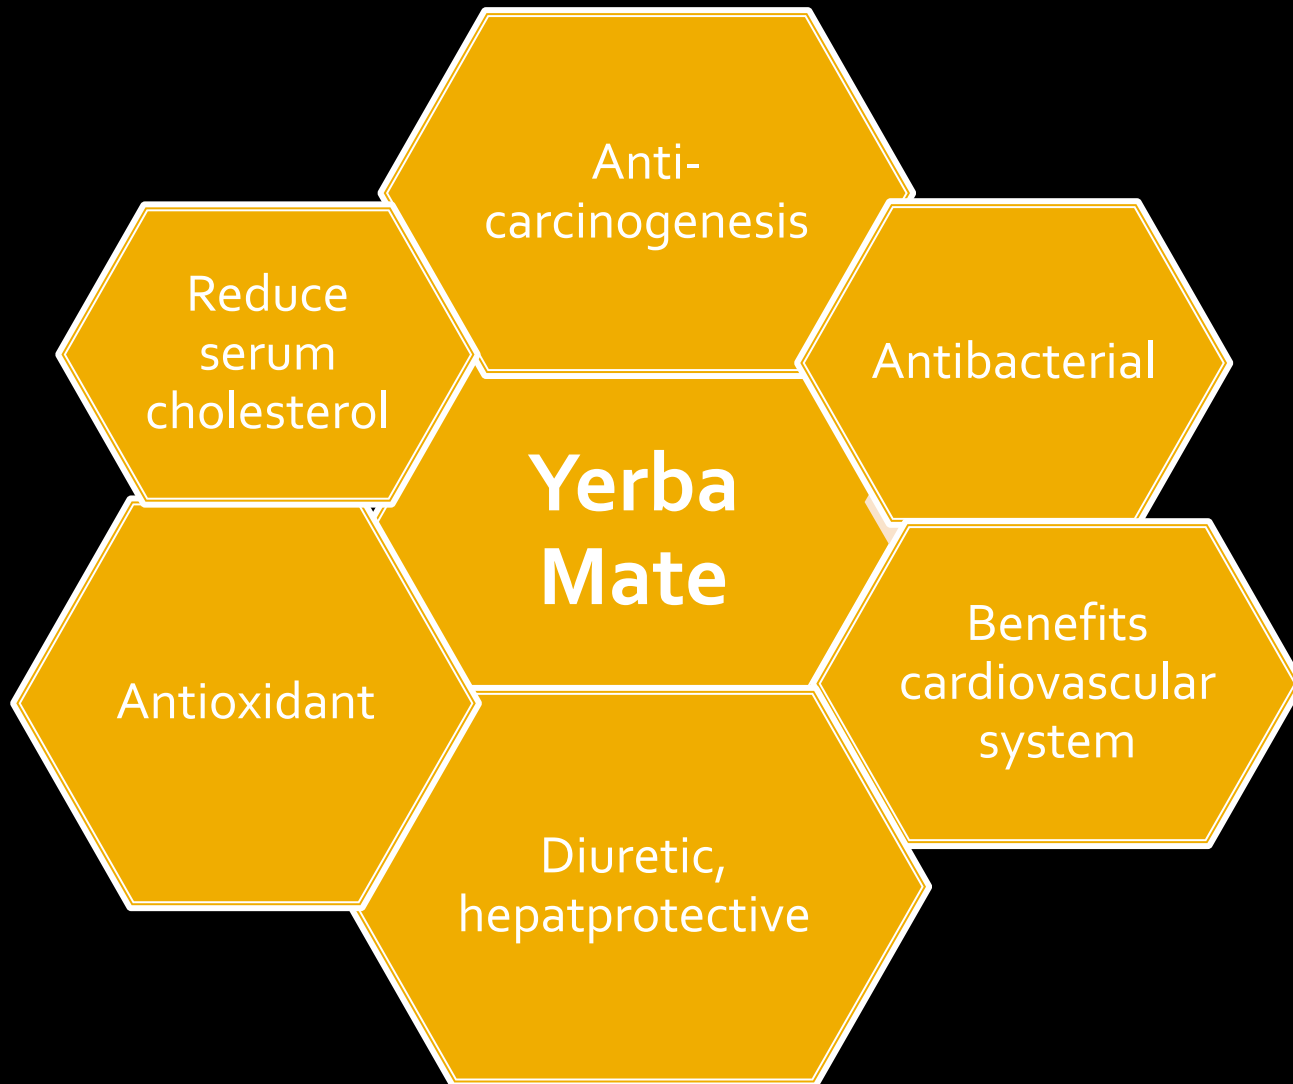 Anti-
carcinogenesis
Reduce
serum
cholesterol
Antibacterial
Yerba
Mate
Benefits
cardiovascular
system
Antioxidant
Diuretic,
hepatprotective